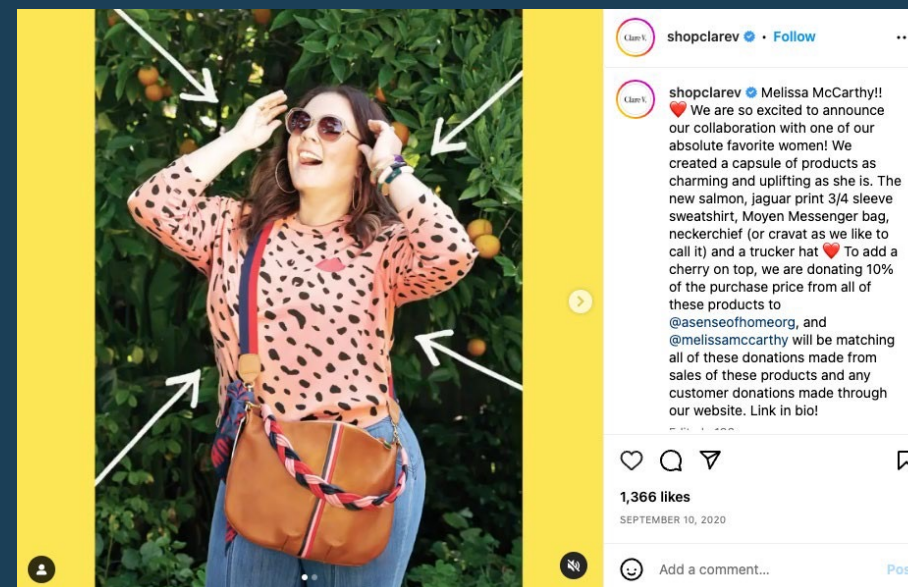 Clare V.
shopclarev • Follow
Clare V.
shopclarev Melissa McCarthy!!
❤️ We are so excited to announce
our collaboration with one of our
absolute favorite women! We
created a capsule of products as
charming and uplifting as she is. The
new salmon, jaguar print 3/4 sleeve
sweatshirt, Moyen Messenger bag,
neckerchief (or cravat as we like to
call it) and a trucker hat ❤️ To add a
cherry on top, we are donating 10%
of the purchase price from all of
these products to
@asenseofhomeorg, and
@melissamccarthy will be matching
all of these donations made from
sales of these products and any
customer donations made through
our website. Link in bio!
1,366 likes
SEPTEMBER 10, 2020
Add a comment...